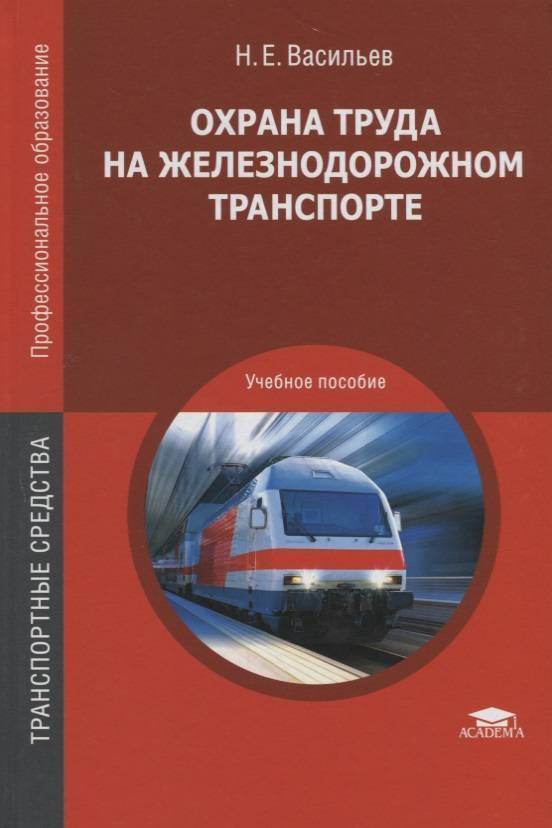 Н. Е. Васильев
ОХРАНА ТРУДА
НА ЖЕЛЕЗНОДОРОЖНОМ
ТРАНСПОРТЕ
Учебное пособие
Профессиональное образование
ТРАНСПОРТНЫЕ СРЕДСТВА
ACADEMA